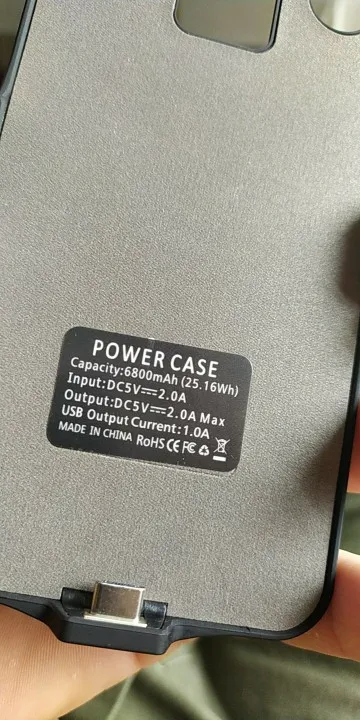 POWER CASE
Capacity:6800mAh (25.16Wh)
Input:DC5V⎓2.0A
Output:DC5V⎓2.0A Max
USB Output Current:1.0A
MADE IN CHINA RoHS CE FC